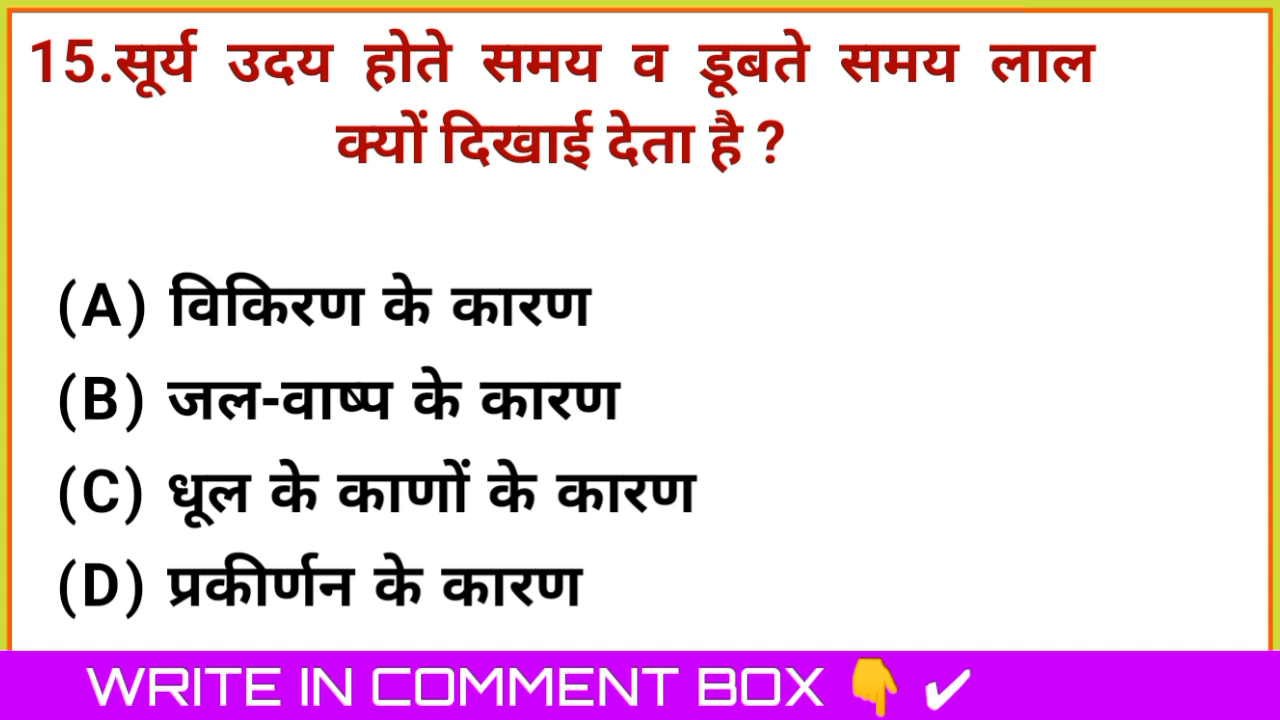 15.सूर्य उदय होते समय व डूबते समय लाल
क्यों दिखाई देता है ?
(A) विकिरण के कारण
(B) जल-वाष्प के कारण
(C) धूल के काणों के कारण
(D) प्रकीर्णन के कारण
WRITE IN COMMENT BOX 👇 ✔